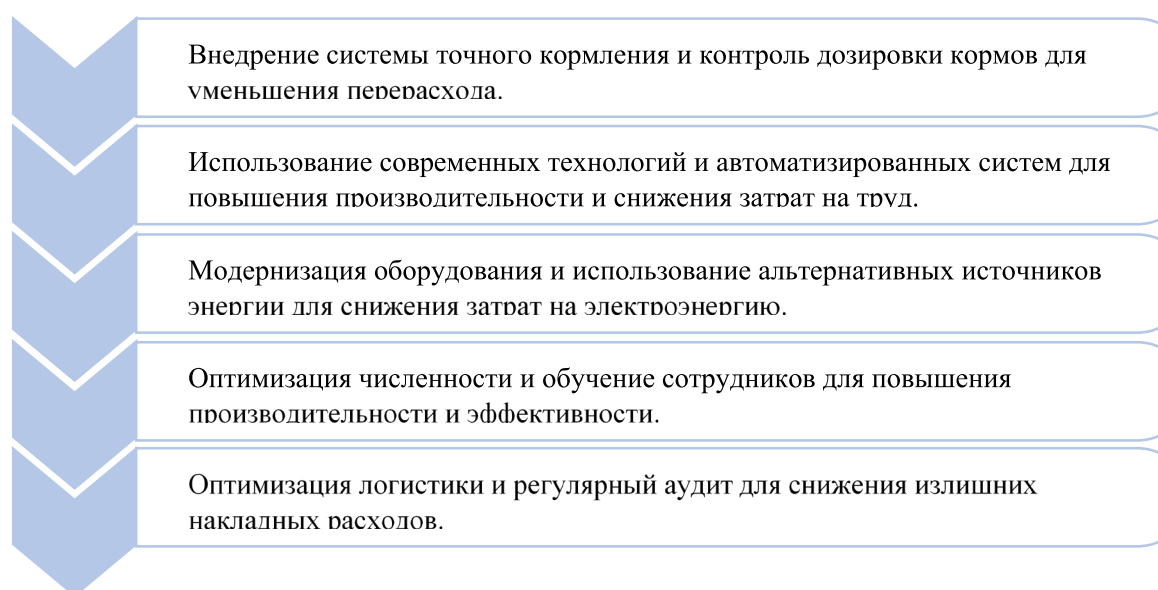 Внедрение системы точного кормления и контроль дозировки кормов для
уменьшения перерасхода.
Использование современных технологий и автоматизированных систем для
повышения производительности и снижения затрат на труд.
Модернизация оборудования и использование альтернативных источников
энергии для снижения затрат на электроэнергию.
Оптимизация численности и обучение сотрудников для повышения
производительности и эффективности.
Оптимизация логистики и регулярный аудит для снижения излишних
накладных расходов.